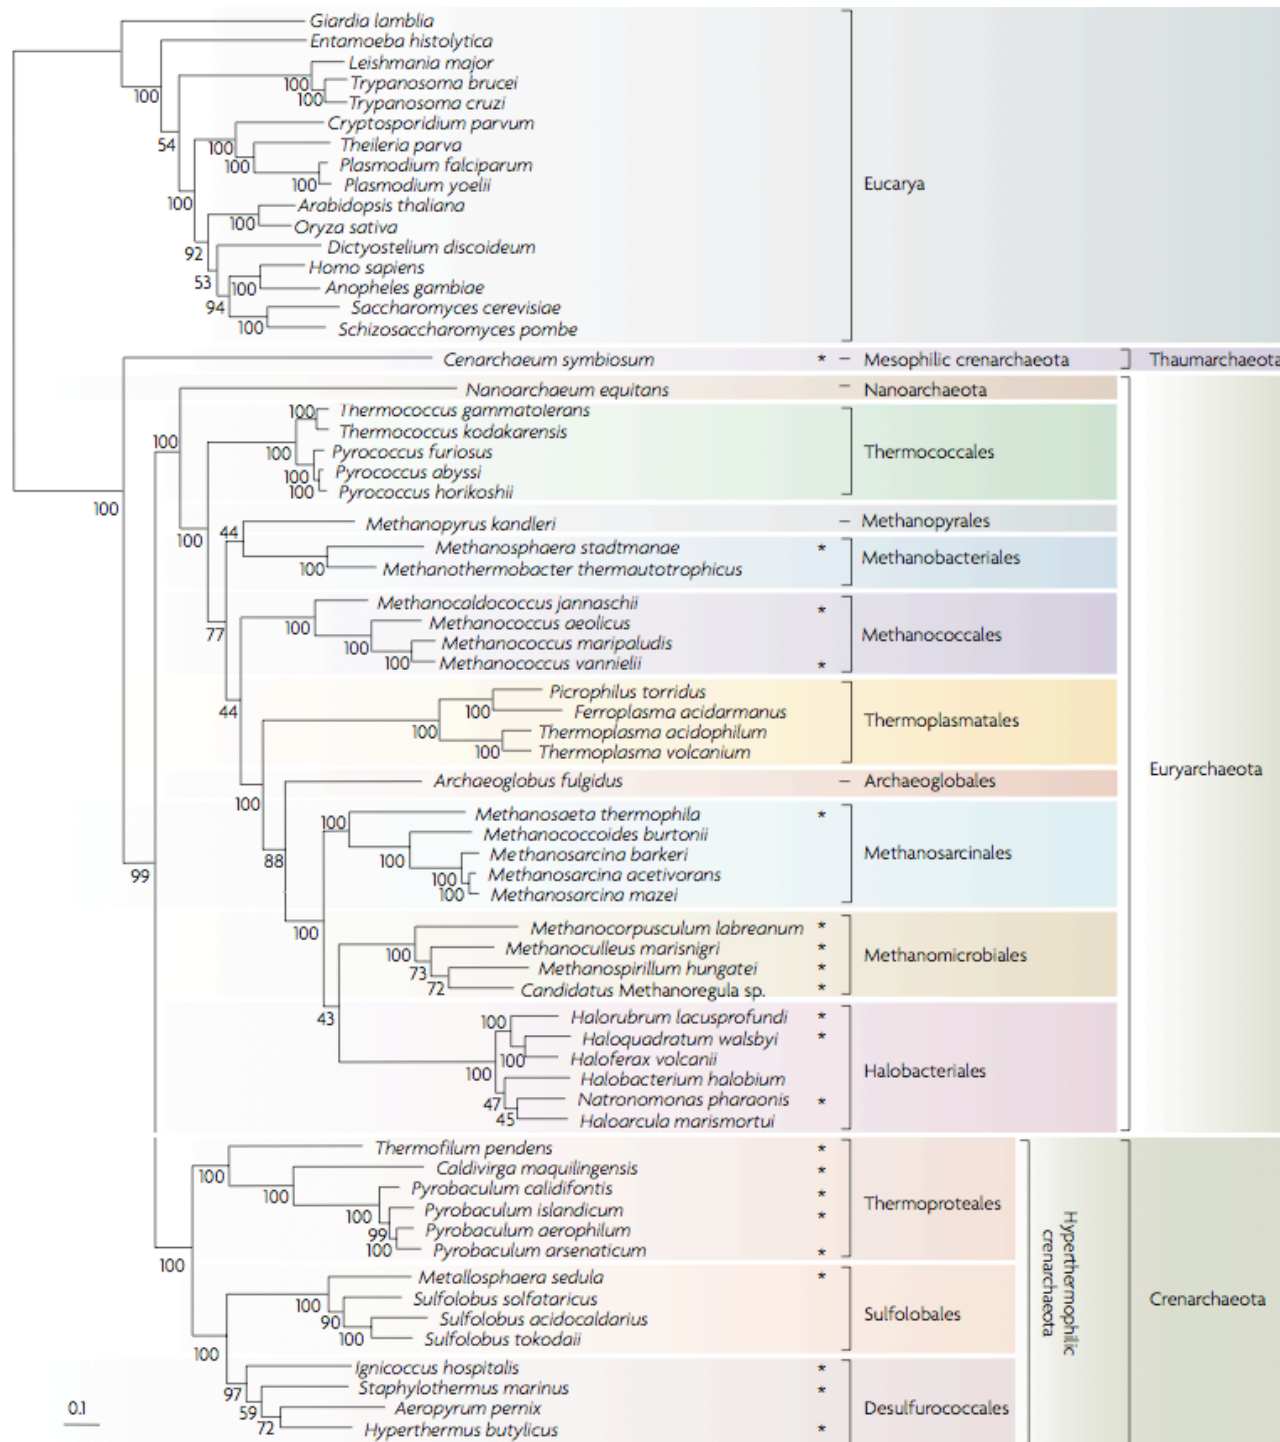 Giardia lamblia
Entamoeba histolytica
Leishmania major
100
Trypanosoma brucei
100
100
Trypanosoma cruzi
Cryptosporidium parvum
54
100
Theileria parva
100
Plasmodium falciparum
100
Plasmodium yoelii
100
Arabidopsis thaliana
100
Oryza sativa
Eucarya
92
Dictyostelium discoideum
Homo sapiens
53
100
Anopheles gambiae
94
Saccharomyces cerevisiae
100
Schizosaccharomyces pombe
Cenarchaeum symbiosum * – Mesophilic crenarchaeota Thaumarchaeota
Nanoarchaeum equitans – Nanoarchaeota
100
Thermococcus gammatolerans
100
Thermococcus kodakarensis
100
Pyrococcus furiosus
Thermococcales
100
Pyrococcus abyssi
100
Pyrococcus horikoshii
100
100
44
Methanopyrus kandleri – Methanopyrales
Methanosphaera stadtmanae *
100
Methanothermobacter thermautotrophicus
Methanobacteriales
Methanocaldococcus jannaschii *
77
100
Methanococcus aeolicus
100
Methanococcus maripaludis
100
Methanococcus vannielii *
Methanococcales
44
Picrophilus torridus
100
Ferroplasma acidarmanus
100
Thermoplasma acidophilum
100
Thermoplasma volcanium
Thermoplasmatales
Euryarchaeota
100
Archaeoglobus fulgidus – Archaeoglobales
100
Methanosaeta thermophila *
Methanococcoides burtonii
88
100
Methanosarcina barkeri
99
100
Methanosarcina acetivorans
100
Methanosarcina mazei
Methanosarcinales
100
Methanocorpusculum labreanum *
100
Methanoculleus marisnigri *
73
Methanospirillum hungatei *
72
Candidatus Methanoregula sp. *
Methanomicrobiales
43
100
Halorubrum lacusprofundi *
Haloquadratum walsbyi *
100
Haloferax volcanii
100
Halobacterium halobium
47
Natronomonas pharaonis *
45
Haloarcula marismortui
Halobacteriales
Thermofilum pendens *
100
Caldivirga maquilingensis *
100
Pyrobaculum calidifontis *
100
Pyrobaculum islandicum *
99
Pyrobaculum aerophilum
100
Pyrobaculum arsenaticum *
Thermoproteales
100
Metallosphaera sedula *
100
Sulfolobus solfataricus
90
Sulfolobus acidocaldarius
100
Sulfolobus tokodaii
Sulfolobales
Hyperthermophilic
crenarchaeota
Crenarchaeota
100
Ignicoccus hospitalis *
97
Staphylothermus marinus *
59
Aeropyrum pernix
72
Hyperthermus butylicus *
Desulfurococcales
0.1